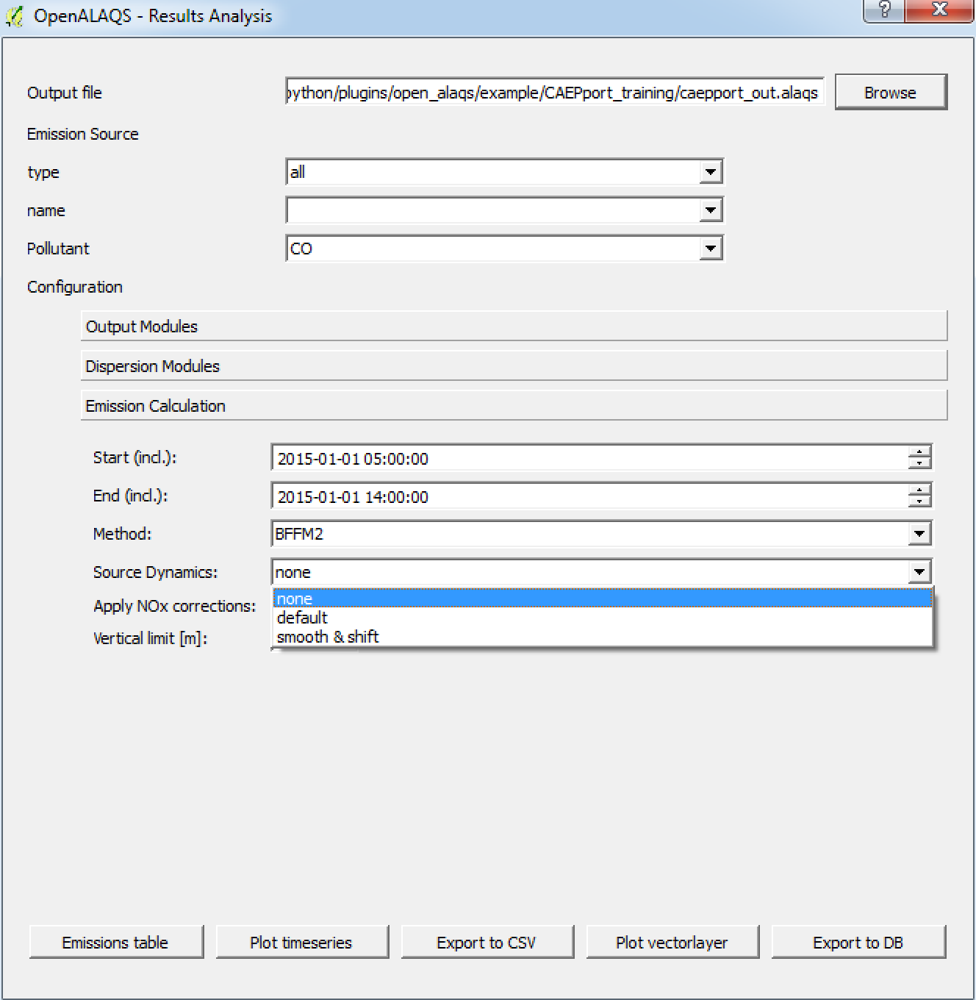 OpenALAQS - Results Analysis
Output file
python/plugins/open_alaqs/example/CAEPport_training/caepport_out.alaqs
Browse
Emission Source
type
all
name
Pollutant
CO
Configuration
Output Modules
Dispersion Modules
Emission Calculation
Start (incl.):
2015-01-01 05:00:00
End (incl.):
2015-01-01 14:00:00
Method:
BFFM2
Source Dynamics:
none
none
default
smooth & shift
Apply NOx corrections:
Vertical limit [m]:
Emissions table
Plot timeseries
Export to CSV
Plot vectorlayer
Export to DB